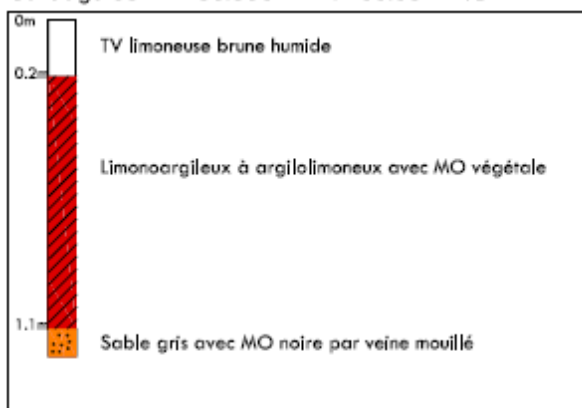 0m
TV limoneuse brune humide
0.2m
Limonoargileux à argilolimoneux avec MO végétale
1.1m
Sable gris avec MO noire par veine mouillé